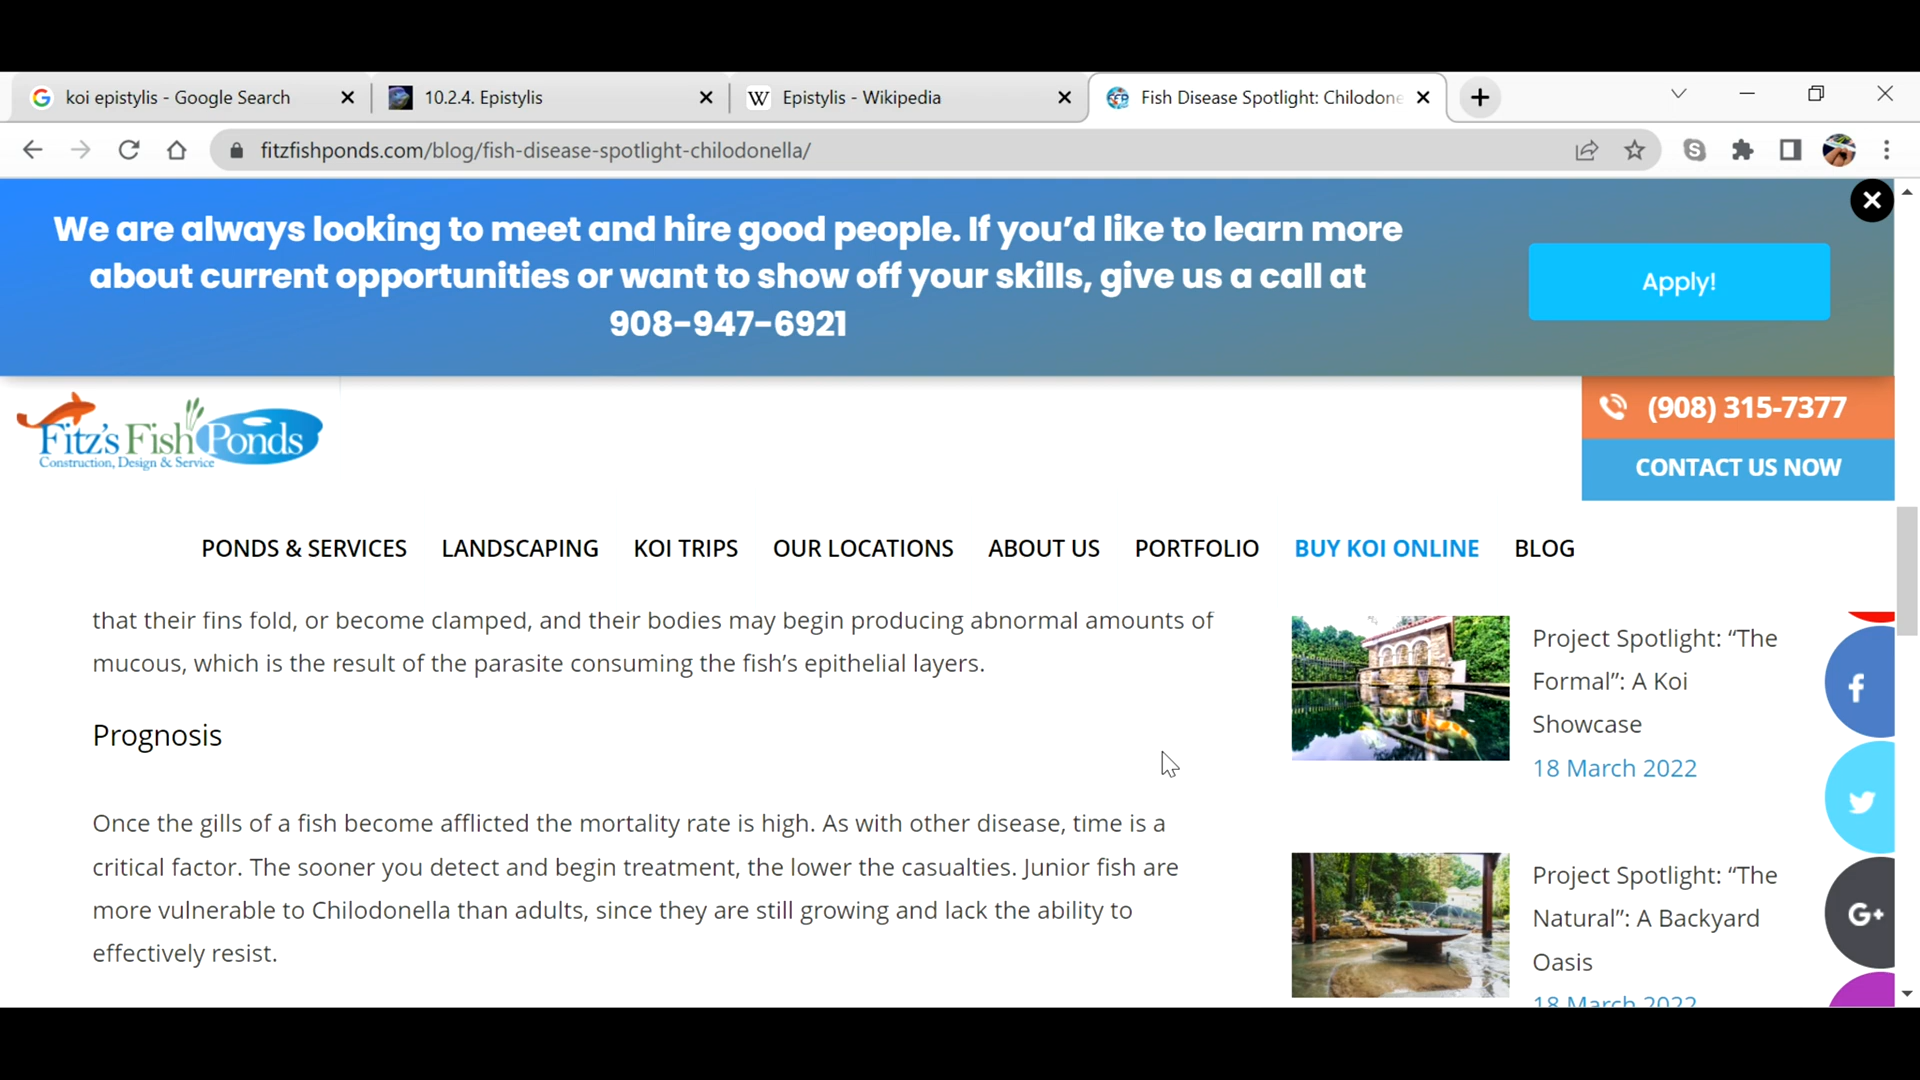 koi epistylis - Google Search
10.2.4. Epistylis
W Epistylis - Wikipedia
Fish Disease Spotlight: Chilodone
fitzfishponds.com/blog/fish-disease-spotlight-chilodonella/
We are always looking to meet and hire good people. If you’d like to learn more
about current opportunities or want to show off your skills, give us a call at
908-947-6921
Apply!
Fitz's Fish Ponds
Construction, Design & Service
(908) 315-7377
CONTACT US NOW
PONDS & SERVICES LANDSCAPING KOI TRIPS OUR LOCATIONS ABOUT US PORTFOLIO BUY KOI ONLINE BLOG
that their fins fold, or become clamped, and their bodies may begin producing abnormal amounts of
mucous, which is the result of the parasite consuming the fish’s epithelial layers.
Prognosis
Once the gills of a fish become afflicted the mortality rate is high. As with other disease, time is a
critical factor. The sooner you detect and begin treatment, the lower the casualties. Junior fish are
more vulnerable to Chilodonella than adults, since they are still growing and lack the ability to
effectively resist.
Project Spotlight: “The
Formal”: A Koi
Showcase
18 March 2022
Project Spotlight: “The
Natural”: A Backyard
Oasis
18 March 2022
G+